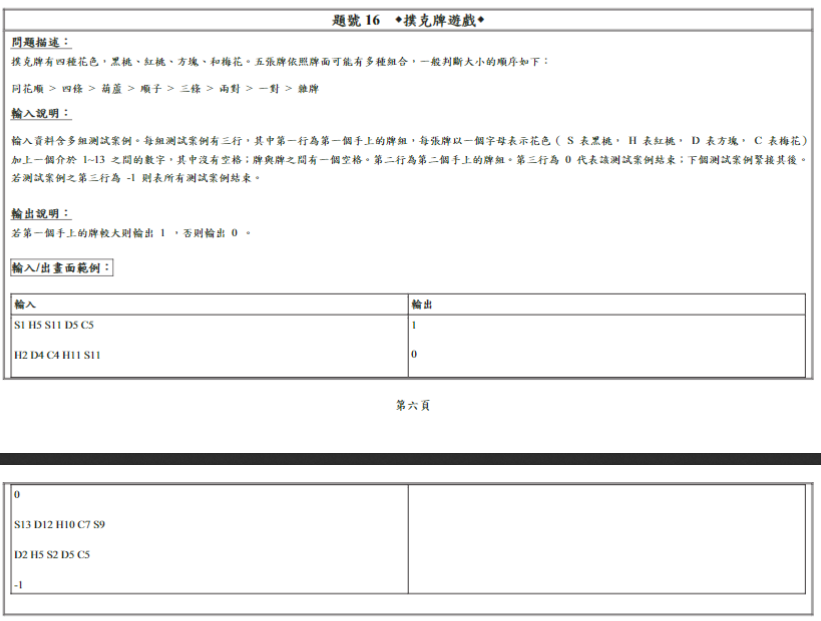 題號 16 ◆撲克牌遊戲◆
問題描述：
撲克牌有四種花色，黑桃、紅桃、方塊、和梅花。五張牌依照牌面可能有多種組合，一般判斷大小的順序如下：
同花順 > 四條 > 葫蘆 > 順子 > 三條 > 兩對 > 一對 > 雜牌
輸入說明：
輸入資料含多組測試案例。每組測試案例有三行，其中第一行為第一個手上的牌組，每張牌以一個字母表示花色（ S 表黑桃， H 表紅桃， D 表方塊， C 表梅花）
加上一個介於 1~13 之間的數字，其中沒有空格；牌與牌之間有一個空格。第二行為第二個手上的牌組。第三行為 0 代表該測試案例結束；下個測試案例緊接其後。
若測試案例之第三行為 -1 則表所有測試案例結束。
輸出說明：
若第一個手上的牌較大則輸出 1 ，否則輸出 0 。
輸入/出畫面範例：
輸入 輸出
S1 H5 S11 D5 C5 1
H2 D4 C4 H11 S11 0
第六頁
0
S13 D12 H10 C7 S9
D2 H5 S2 D5 C5
-1